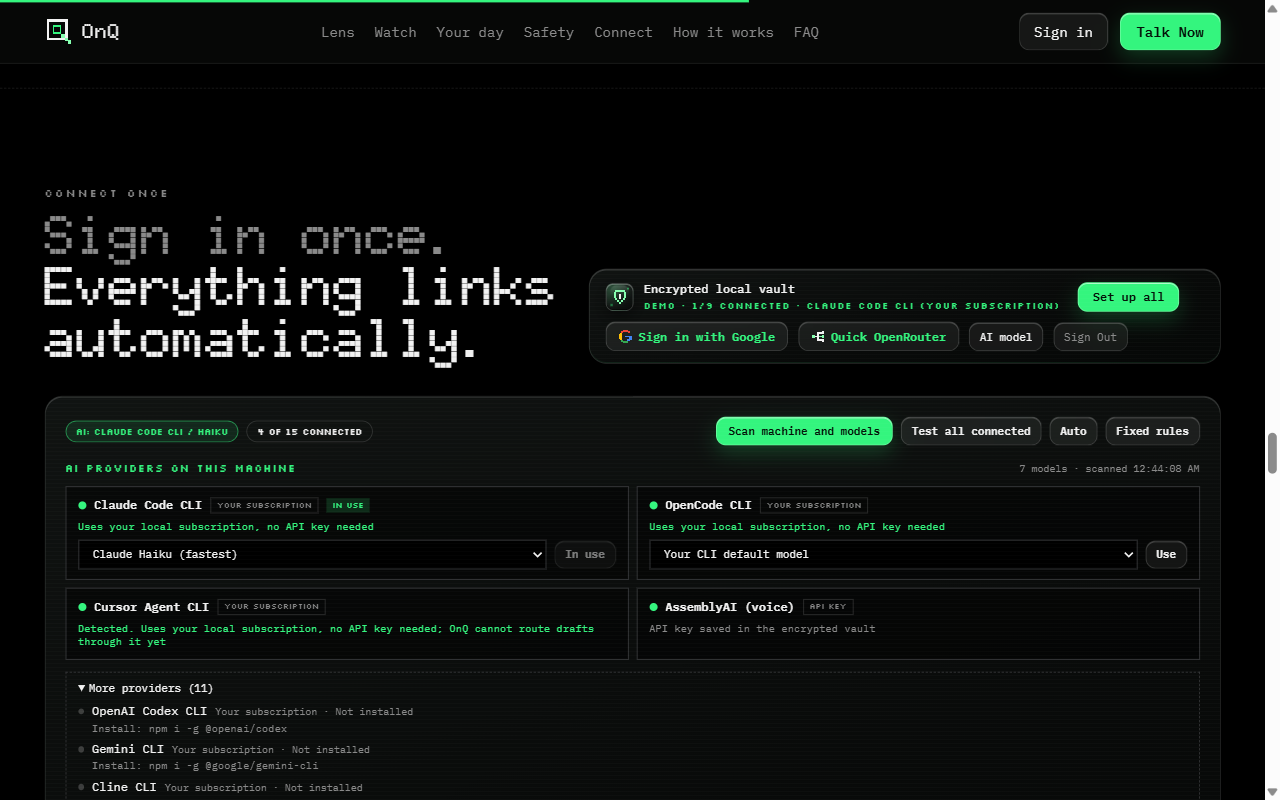 OnQ
Lens Watch Your day Safety Connect How it works FAQ
Sign in
Talk Now
CONNECT ONCE
Sign in once.
Everything links
automatically.
Encrypted local vault
DEMO · 1/9 CONNECTED · CLAUDE CODE CLI (YOUR SUBSCRIPTION)
Set up all
Sign in with Google
Quick OpenRouter
AI model
Sign Out
AI: CLAUDE CODE CLI / HAIKU
4 OF 15 CONNECTED
Scan machine and models
Test all connected
Auto
Fixed rules
AI PROVIDERS ON THIS MACHINE
7 models · scanned 12:44:08 AM
Claude Code CLI YOUR SUBSCRIPTION IN USE
Uses your local subscription, no API key needed
Claude Haiku (fastest)
In use
OpenCode CLI YOUR SUBSCRIPTION
Uses your local subscription, no API key needed
Your CLI default model
Use
Cursor Agent CLI YOUR SUBSCRIPTION
Detected. Uses your local subscription, no API key needed; OnQ cannot route drafts
through it yet
AssemblyAI (voice) API KEY
API key saved in the encrypted vault
More providers (11)
OpenAI Codex CLI Your subscription · Not installed
Install: npm i -g @openai/codex
Gemini CLI Your subscription · Not installed
Install: npm i -g @google/gemini-cli
Cline CLI Your subscription · Not installed